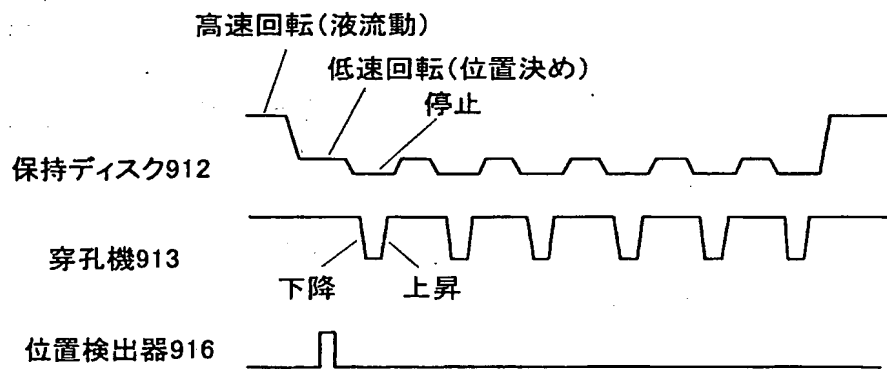 高速回転(液流動)
低速回転(位置決め)
停止
保持ディスク912
穿孔機913
下降
上昇
位置検出器916